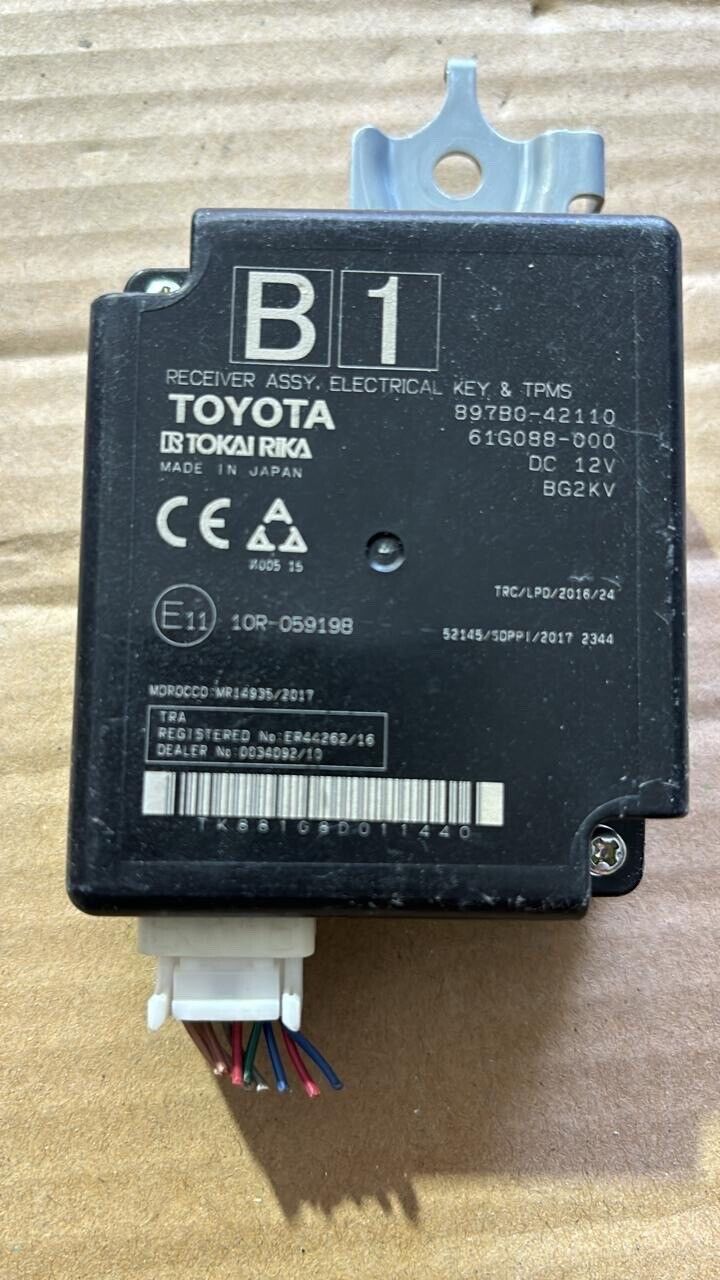 B 1
RECEIVER ASSY, ELECTRICAL KEY & TPMS
TOYOTA 897B0-42110
TOKAI RIKA 61G088-000
MADE IN JAPAN DC 12V
BG2KV
CE
A
K005 15
TRC/LPD/2016/24
E11 10R-059198
52145/SDPPI/2017 2344
MOROCCO:MR14935/2017
TRA
REGISTERED No:ER44262/16
DEALER No:0034092/10
TK881G8D011440